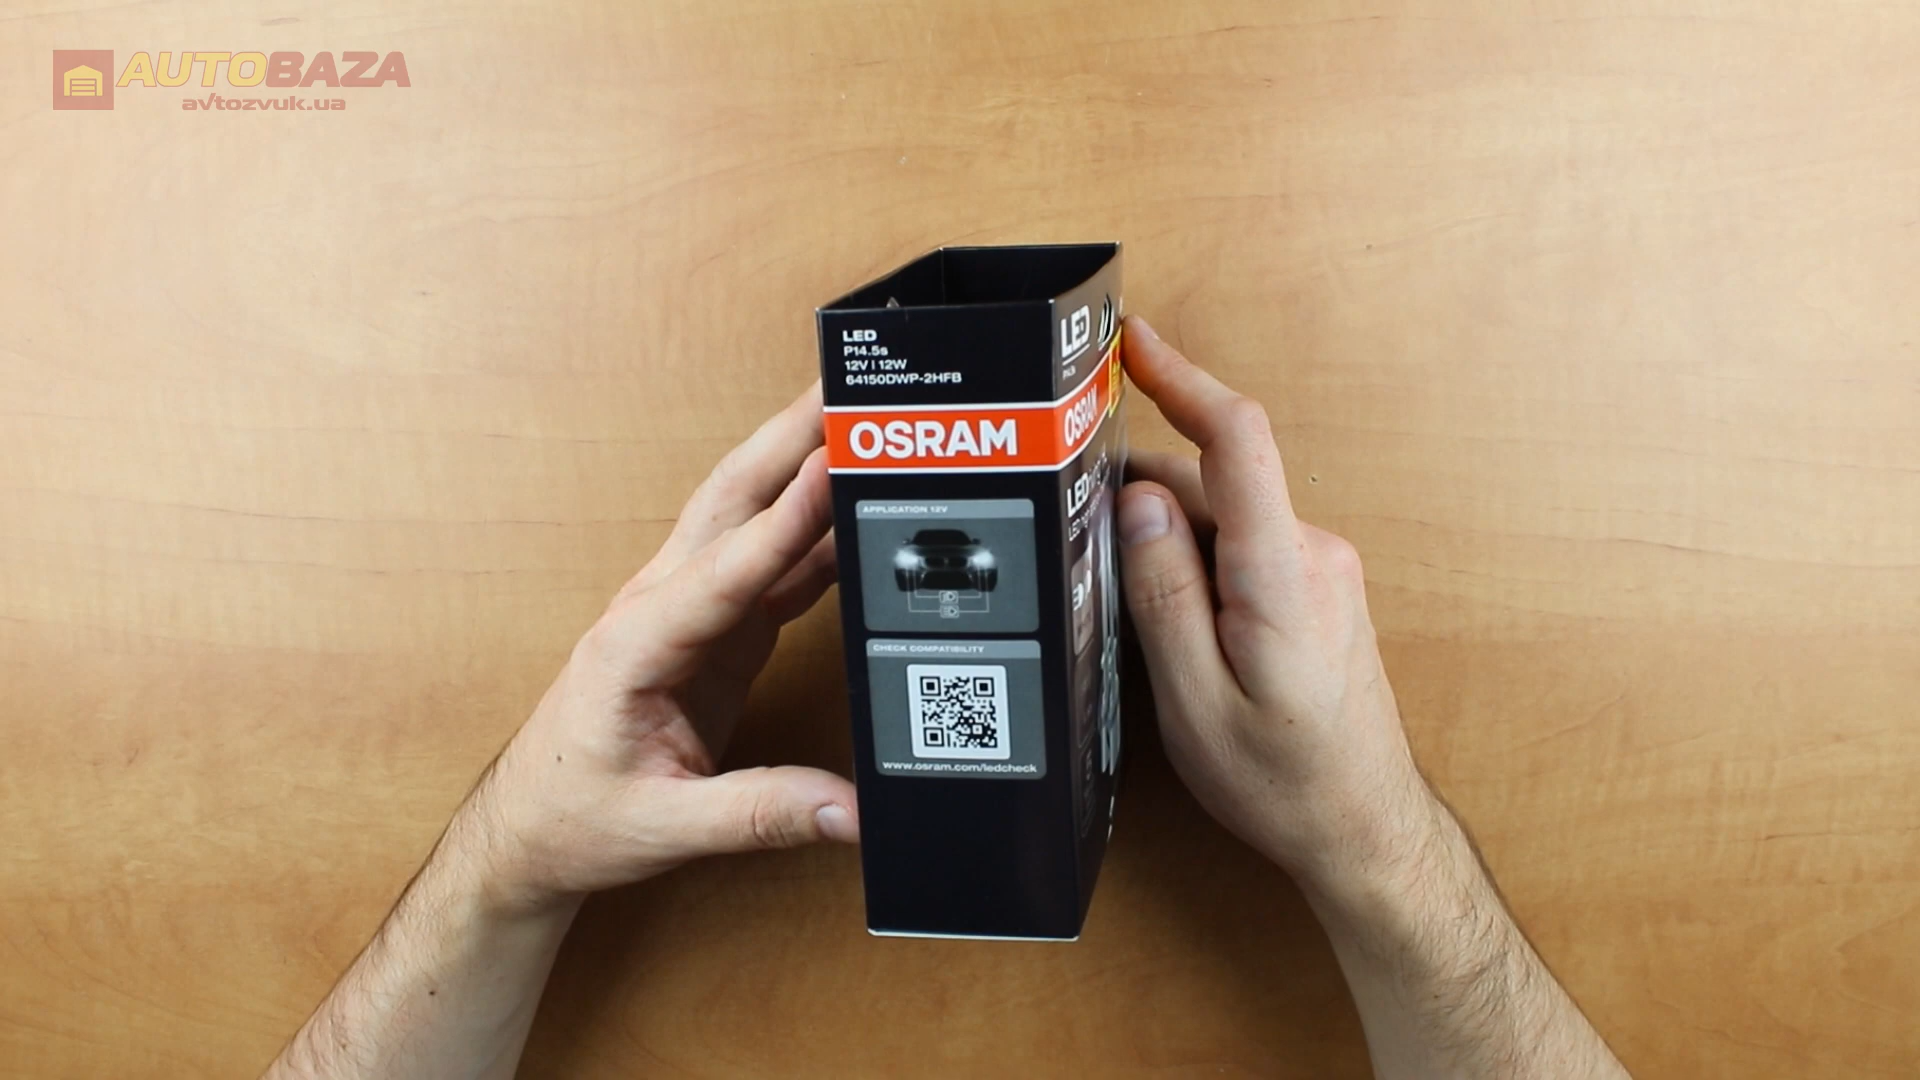 AUTOBAZA
avtozvuk.ua
LED
P14.5s
12V | 12W
64150DWP-2HFB
OSRAM
APPLICATION 12V
CHECK COMPATIBILITY
www.osram.com/ledcheck
LED
OSRAM